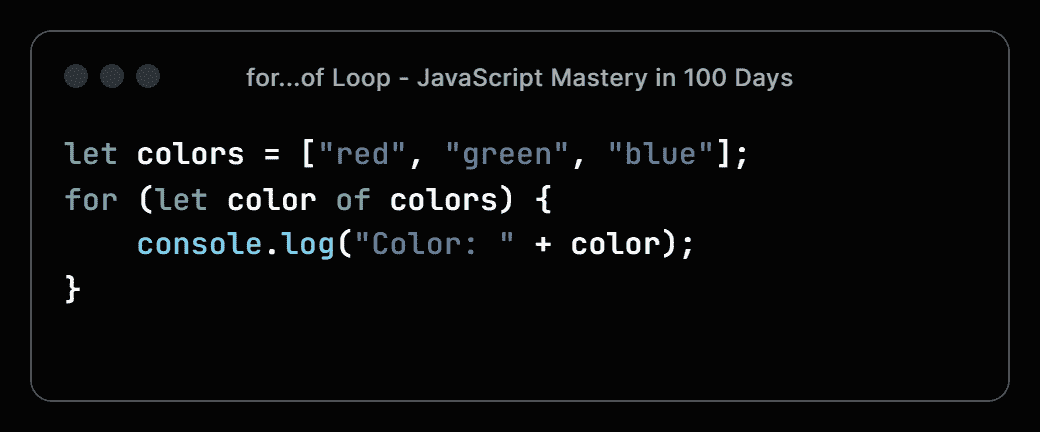 for...of Loop - JavaScript Mastery in 100 Days
let colors = ["red", "green", "blue"];
for (let color of colors) {
    console.log("Color: " + color);
}